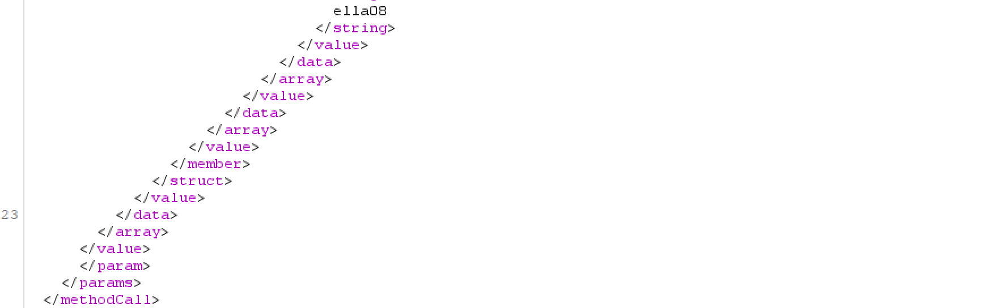 ella08
</string>
</value>
</data>
</array>
</value>
</data>
</array>
</value>
</member>
</struct>
</value>
23 </data>
</array>
</value>
</param>
</params>
</methodCall>